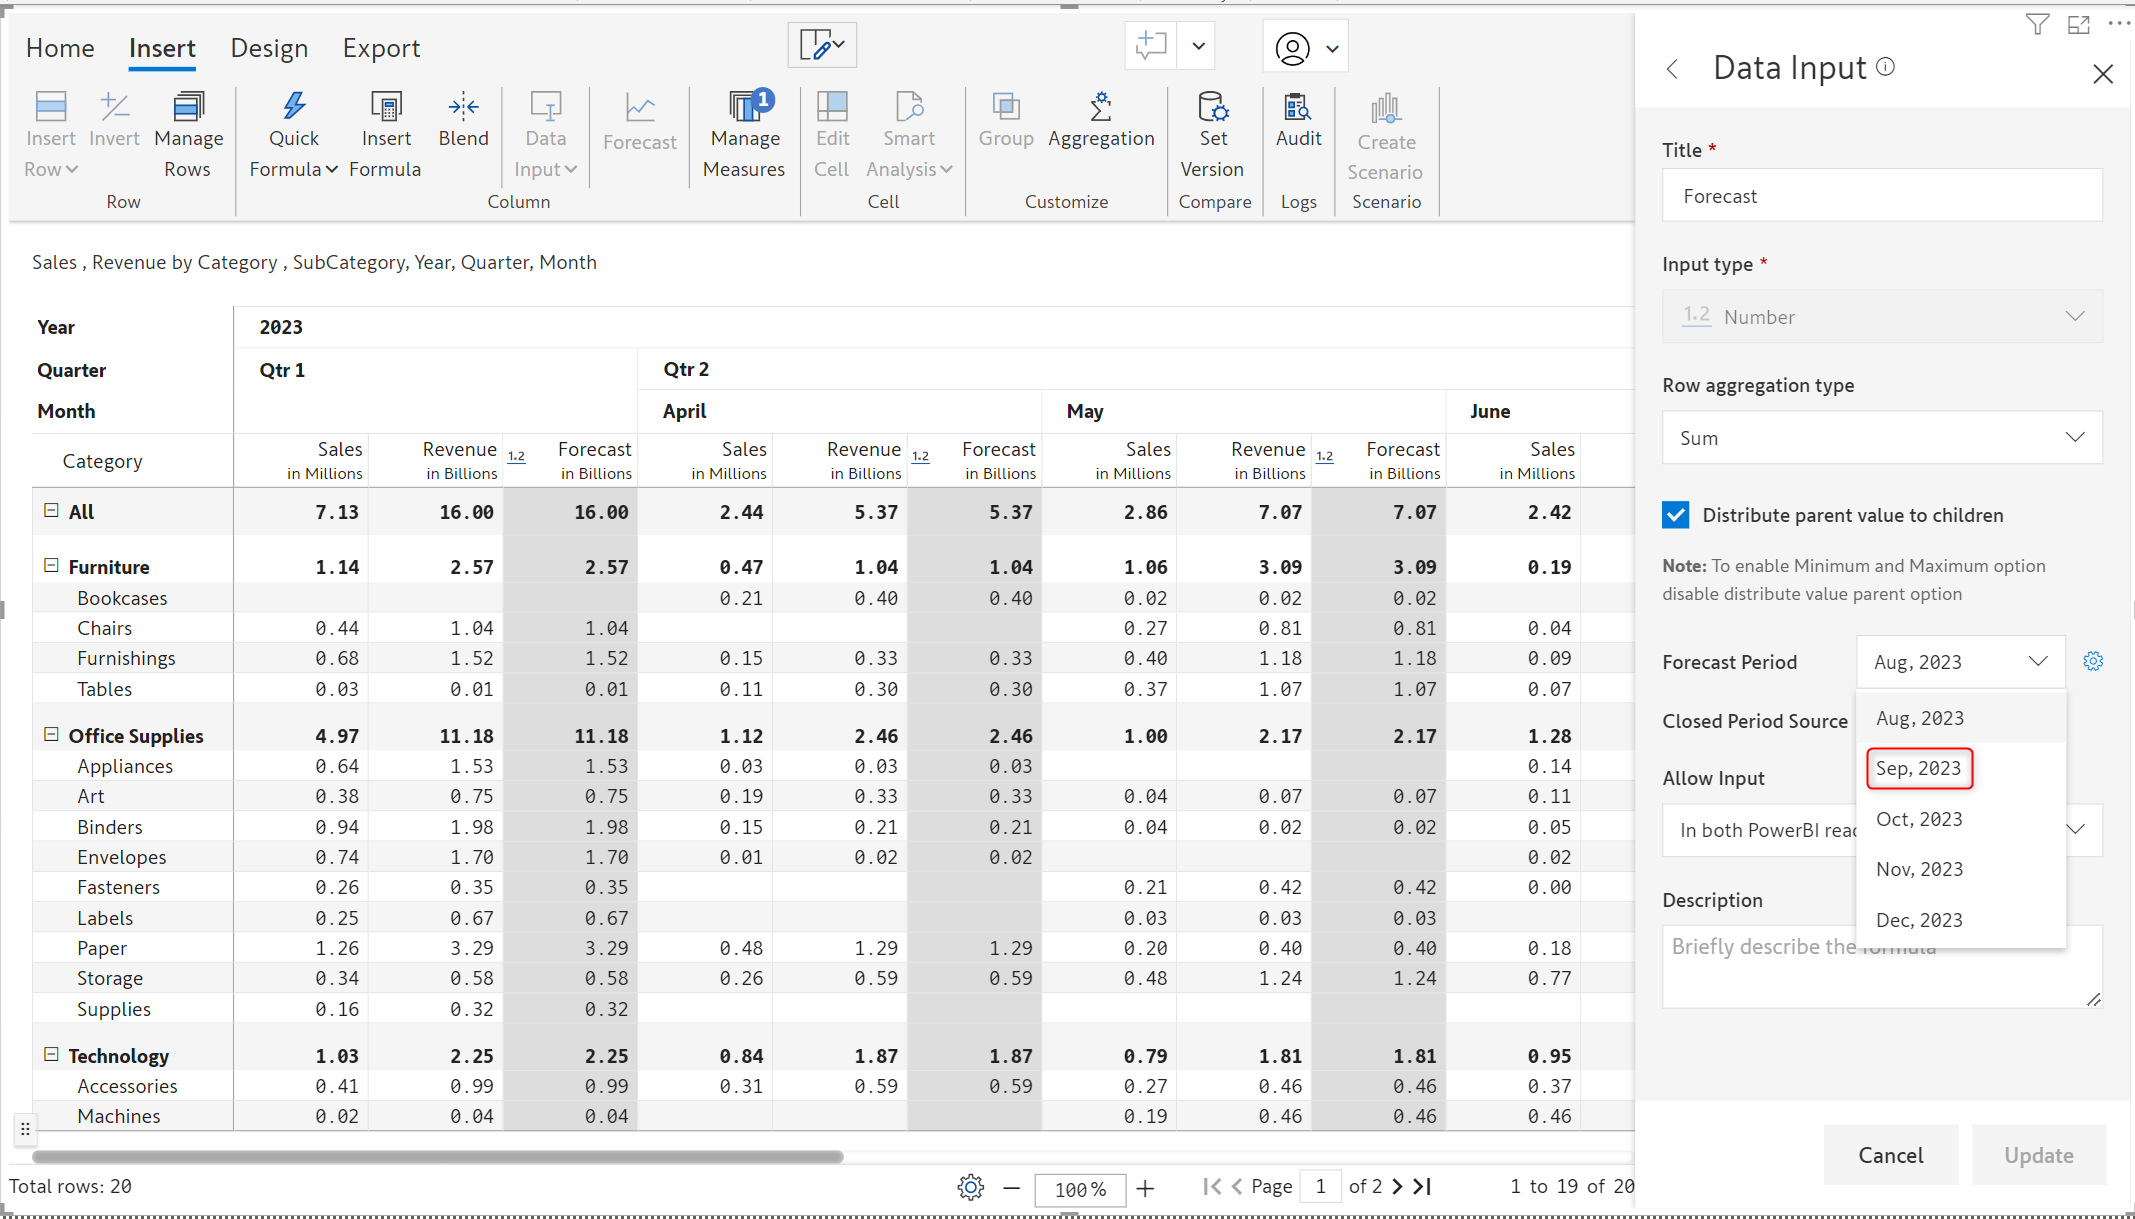 Home Insert Design Export
Insert Row
Invert
Manage Rows
Row
Quick Formula
Insert Formula
Blend
Data Input
Forecast
Manage Measures
1
Column
Edit Cell
Smart Analysis
Cell
Group
Aggregation
Customize
Set Version
Compare
Audit
Logs
Create Scenario
Scenario
Sales , Revenue by Category , SubCategory, Year, Quarter, Month
Year 2023
Quarter Qtr 1 Qtr 2
Month April May June
Category Sales in Millions Revenue in Billions 1.2 Forecast in Billions Sales in Millions Revenue in Billions 1.2 Forecast in Billions Sales in Millions Revenue in Billions 1.2 Forecast in Billions Sales in Millions
All 7.13 16.00 16.00 2.44 5.37 5.37 2.86 7.07 7.07 2.42
Furniture 1.14 2.57 2.57 0.47 1.04 1.04 1.06 3.09 3.09 0.19
Bookcases 0.21 0.40 0.40 0.02 0.02 0.02
Chairs 0.44 1.04 1.04 0.27 0.81 0.81 0.04
Furnishings 0.68 1.52 1.52 0.15 0.33 0.33 0.40 1.18 1.18 0.09
Tables 0.03 0.01 0.01 0.11 0.30 0.30 0.37 1.07 1.07 0.07
Office Supplies 4.97 11.18 11.18 1.12 2.46 2.46 1.00 2.17 2.17 1.28
Appliances 0.64 1.53 1.53 0.03 0.03 0.03 0.14
Art 0.38 0.75 0.75 0.19 0.33 0.33 0.04 0.07 0.07 0.11
Binders 0.94 1.98 1.98 0.15 0.21 0.21 0.04 0.02 0.02 0.05
Envelopes 0.74 1.70 1.70 0.01 0.02 0.02 0.02
Fasteners 0.26 0.35 0.35 0.21 0.42 0.42 0.00
Labels 0.25 0.67 0.67 0.03 0.03 0.03
Paper 1.26 3.29 3.29 0.48 1.29 1.29 0.20 0.40 0.40 0.18
Storage 0.34 0.58 0.58 0.26 0.59 0.59 0.48 1.24 1.24 0.77
Supplies 0.16 0.32 0.32
Technology 1.03 2.25 2.25 0.84 1.87 1.87 0.79 1.81 1.81 0.95
Accessories 0.41 0.99 0.99 0.31 0.59 0.59 0.27 0.46 0.46 0.37
Machines 0.02 0.04 0.04 0.19 0.46 0.46 0.46
Total rows: 20 100% Page 1 of 2 1 to 19 of 20
Data Input
Title *
Forecast
Input type *
1.2 Number
Row aggregation type
Sum
Distribute parent value to children
Note: To enable Minimum and Maximum option
disable distribute value parent option
Forecast Period Aug, 2023
Closed Period Source
Aug, 2023
Sep, 2023
Oct, 2023
Nov, 2023
Dec, 2023
Allow Input
In both PowerBI
Description
Briefly describe the formula
Cancel Update